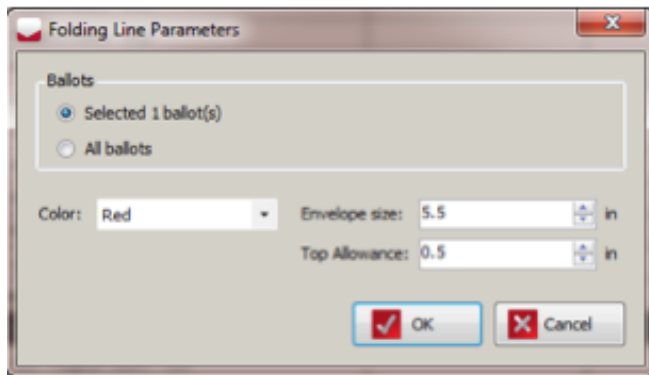 Folding Line Parameters
Ballots
Selected 1 ballot(s)
All ballots
Color: Red Envelope size: 5.5 in
Top Allowance: 0.5 in
OK Cancel